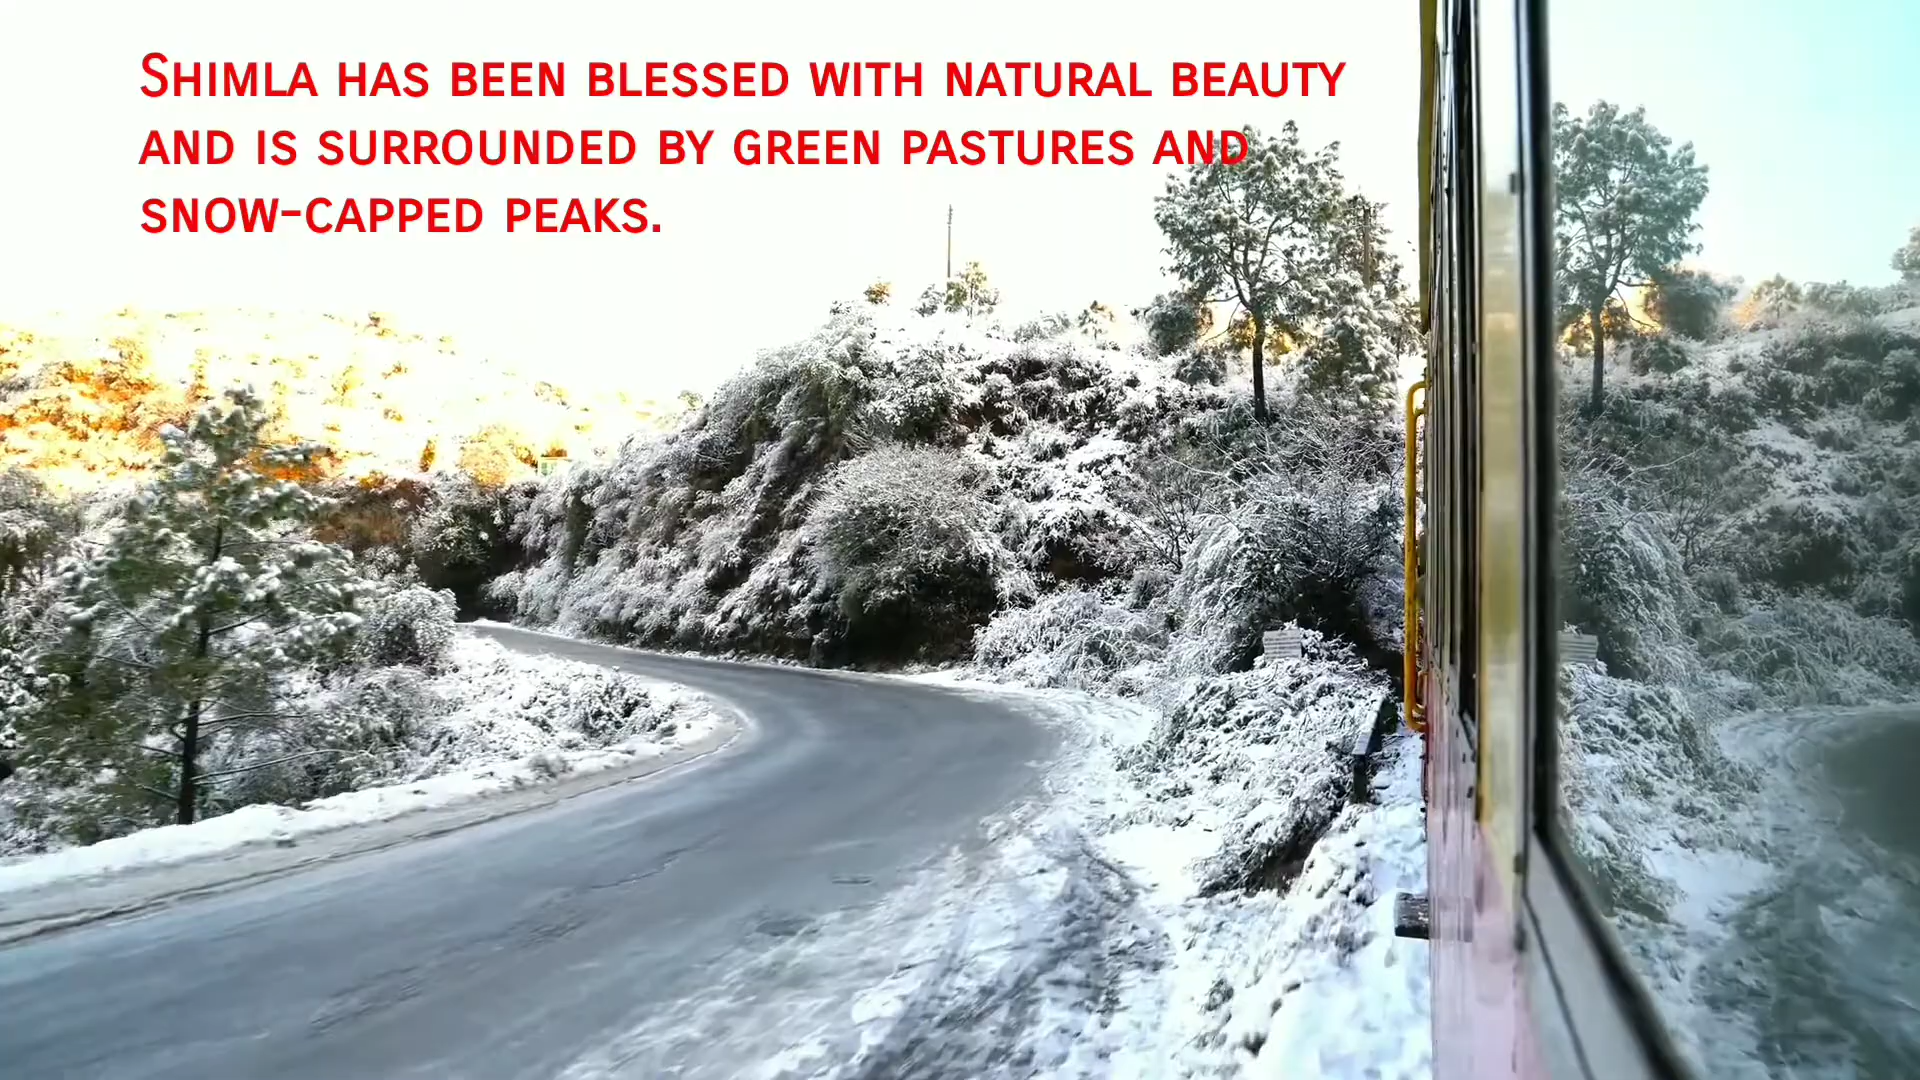 Shimla has been blessed with natural beauty
and is surrounded by green pastures and
snow-capped peaks.